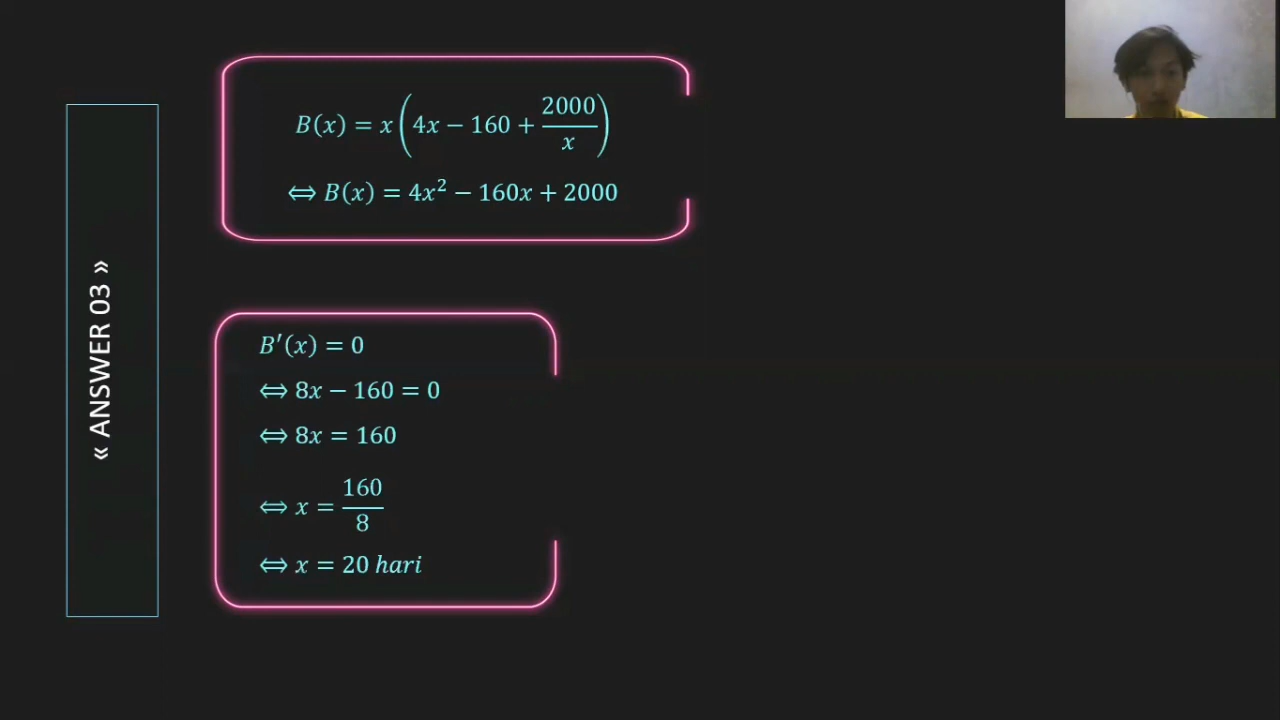 « ANSWER 03 »
B(x) = x(4x − 160 + 2000/x)
⇔ B(x) = 4x² − 160x + 2000
B′(x) = 0
⇔ 8x − 160 = 0
⇔ 8x = 160
⇔ x = 160/8
⇔ x = 20 hari